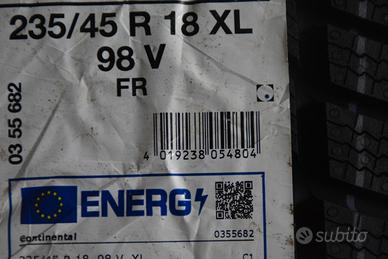 235/45 R 18 XL
98 V
FR
03 55 682
4 019238 054804
ENERG
continental
0355682
235/45 R 18 98 V XL
C1
subito